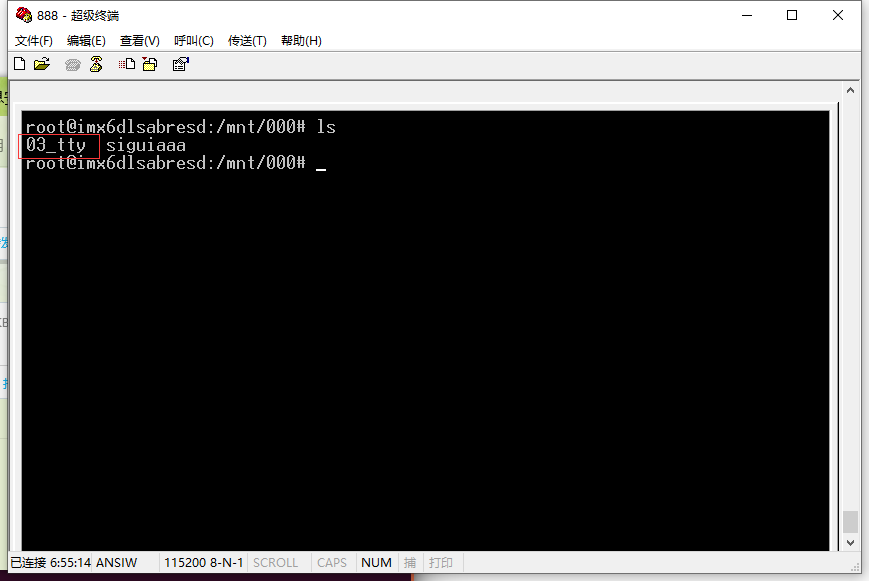 888 - 超级终端
文件(F) 编辑(E) 查看(V) 呼叫(C) 传送(T) 帮助(H)
root@imx6dlsabresd:/mnt/000# ls
03_tty siguiaaa
root@imx6dlsabresd:/mnt/000# _
已连接 6:55:14 ANSIW 115200 8-N-1 SCROLL CAPS NUM 捕 打印